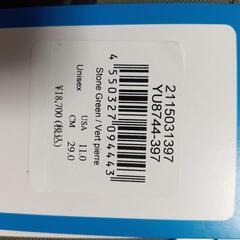 2115031397
YU8744-397
4 550327 094443
Stone Green / Vert pierre
USA 11.0
Unisex CM 29.0
¥18,700(税込)